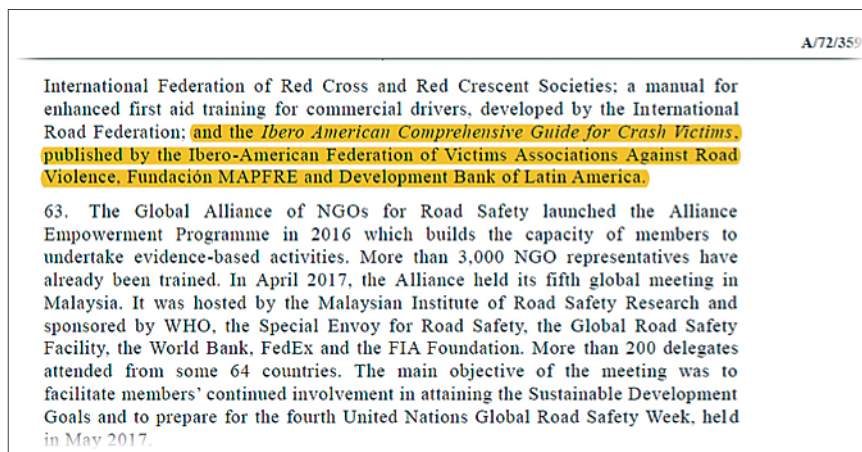 A/72/359
International Federation of Red Cross and Red Crescent Societies; a manual for
enhanced first aid training for commercial drivers, developed by the International
Road Federation; and the Ibero American Comprehensive Guide for Crash Victims,
published by the Ibero-American Federation of Victims Associations Against Road
Violence, Fundación MAPFRE and Development Bank of Latin America.
63. The Global Alliance of NGOs for Road Safety launched the Alliance
Empowerment Programme in 2016 which builds the capacity of members to
undertake evidence-based activities. More than 3,000 NGO representatives have
already been trained. In April 2017, the Alliance held its fifth global meeting in
Malaysia. It was hosted by the Malaysian Institute of Road Safety Research and
sponsored by WHO, the Special Envoy for Road Safety, the Global Road Safety
Facility, the World Bank, FedEx and the FIA Foundation. More than 200 delegates
attended from some 64 countries. The main objective of the meeting was to
facilitate members' continued involvement in attaining the Sustainable Development
Goals and to prepare for the fourth United Nations Global Road Safety Week, held
in May 2017.